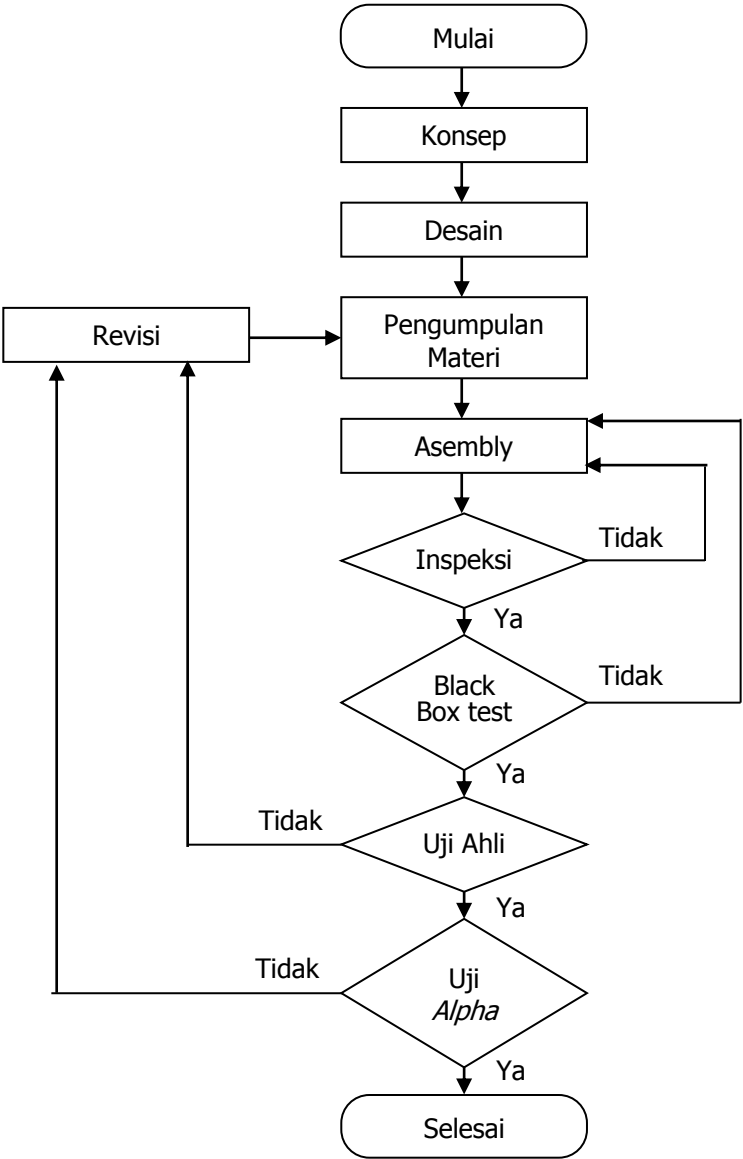 Mulai
Konsep
Desain
Revisi
Pengumpulan
Materi
Asembly
Inspeksi
Tidak
Ya
Black
Box test
Tidak
Ya
Tidak
Uji Ahli
Ya
Tidak
Uji
Alpha
Ya
Selesai